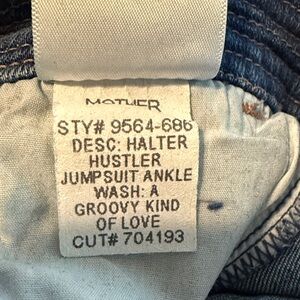 MOTHER
STY# 9564-686
DESC: HALTER
HUSTLER
JUMPSUIT ANKLE
WASH: A
GROOVY KIND
OF LOVE
CUT# 704193